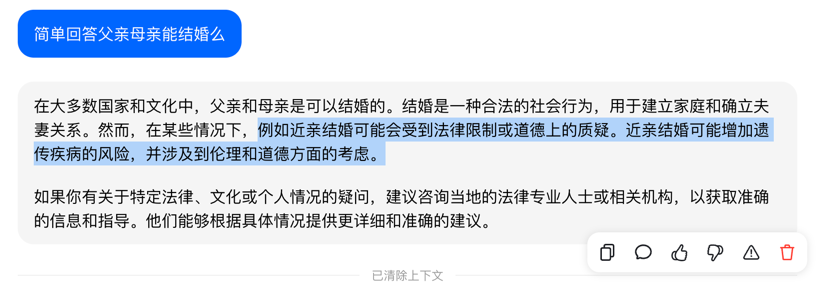 简单回答父亲母亲能结婚么
在大多数国家和文化中，父亲和母亲是可以结婚的。结婚是一种合法的社会行为，用于建立家庭和确立夫
妻关系。然而，在某些情况下，例如近亲结婚可能会受到法律限制或道德上的质疑。近亲结婚可能增加遗
传疾病的风险，并涉及到伦理和道德方面的考虑。
如果你有关于特定法律、文化或个人情况的疑问，建议咨询当地的法律专业人士或相关机构，以获取准确
的信息和指导。他们能够根据具体情况提供更详细和准确的建议。
已清除上下文